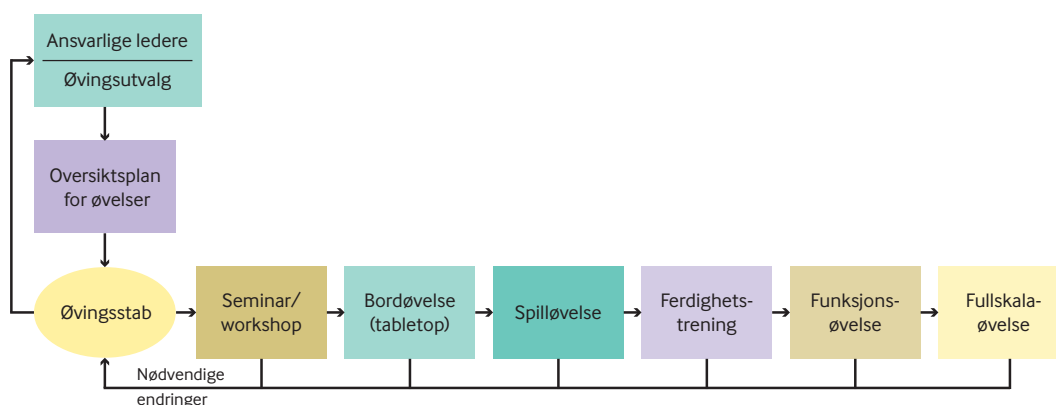 Ansvarlige ledere
Øvingsutvalg
Oversiktsplan
for øvelser
Øvingsstab
Seminar/
workshop
Bordøvelse
(tabletop)
Spilløvelse
Ferdighets-
trening
Funksjons-
øvelse
Fullskala-
øvelse
Nødvendige
endringer